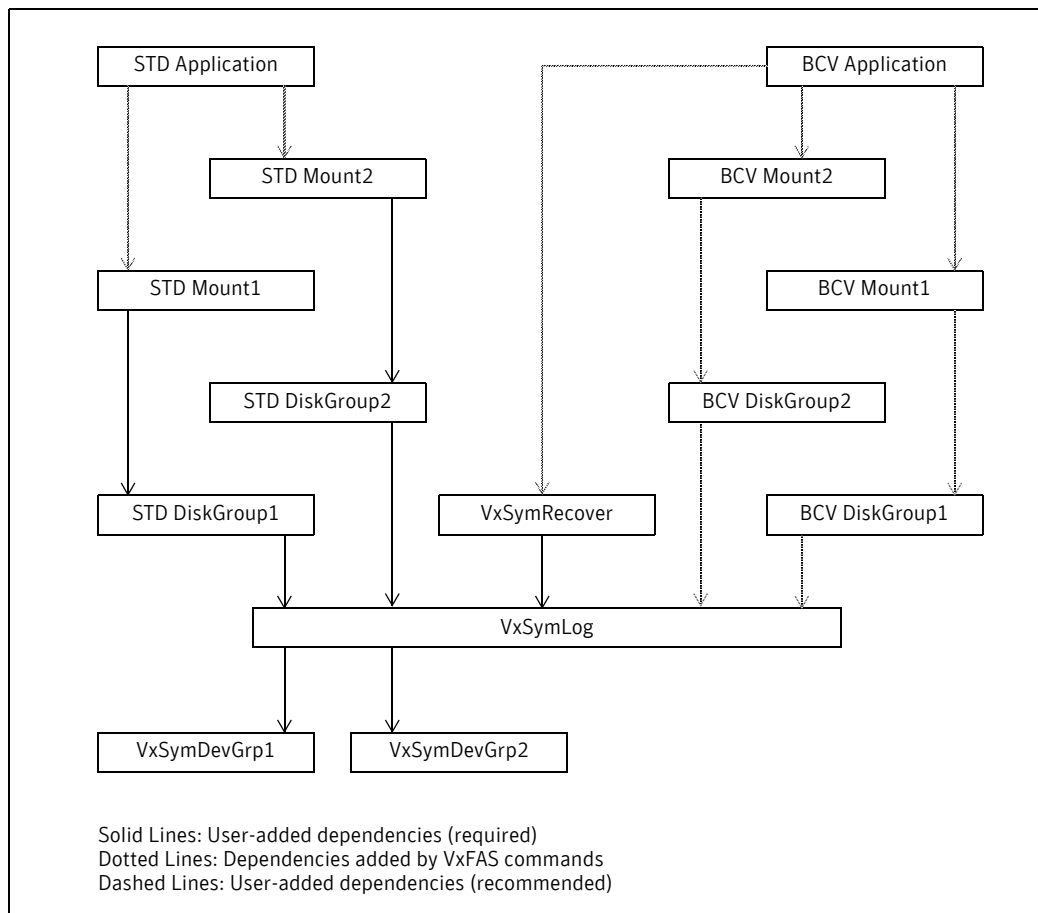 STD Application
BCV Application
STD Mount2
BCV Mount2
STD Mount1
BCV Mount1
STD DiskGroup2
BCV DiskGroup2
STD DiskGroup1
VxSymRecover
BCV DiskGroup1
VxSymLog
VxSymDevGrp1
VxSymDevGrp2
Solid Lines: User-added dependencies (required)
Dotted Lines: Dependencies added by VxFAS commands
Dashed Lines: User-added dependencies (recommended)